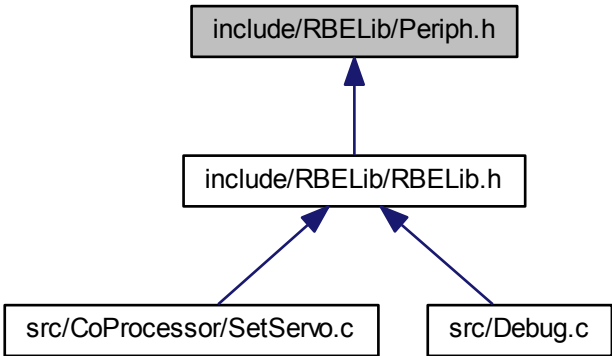 include/RBELib/Periph.h
include/RBELib/RBELib.h
src/CoProcessor/SetServo.c
src/Debug.c